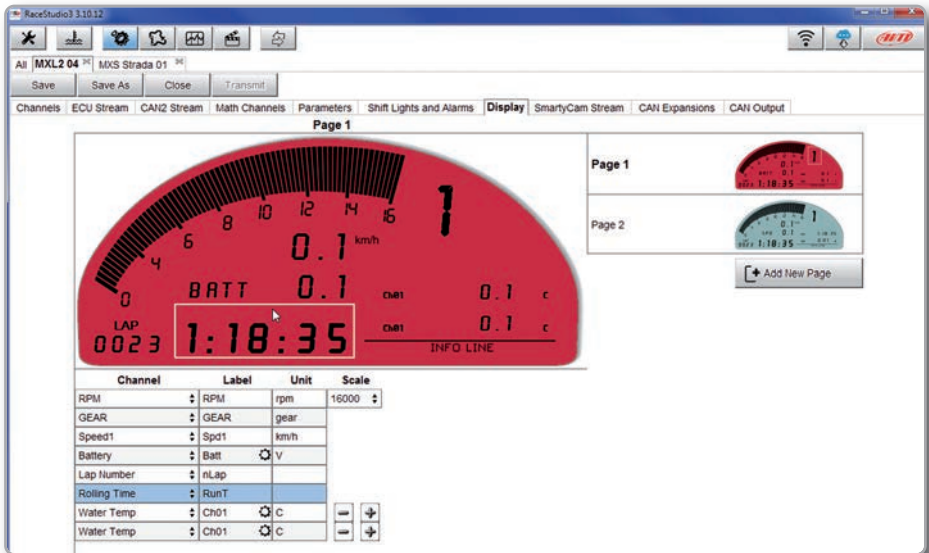 RaceStudio3 3.10.12
AiM
All MXL2 04 MXS Strada 01
Save Save As Close Transmit
Channels ECU Stream CAN2 Stream Math Channels Parameters Shift Lights and Alarms Display SmartyCam Stream CAN Expansions CAN Output
Page 1
0 4 6 8 10 12 14 16
1
0.1 km/h
BATT 0.1
Ch01 0.1 c
LAP
0023 1:18:35
Ch01 0.1 c
INFO LINE
Page 1
Page 2
Add New Page
Channel Label Unit Scale
RPM RPM rpm 16000
GEAR GEAR gear
Speed1 Spd1 km/h
Battery Batt V
Lap Number nLap
Rolling Time RunT
Water Temp Ch01 C
Water Temp Ch01 C